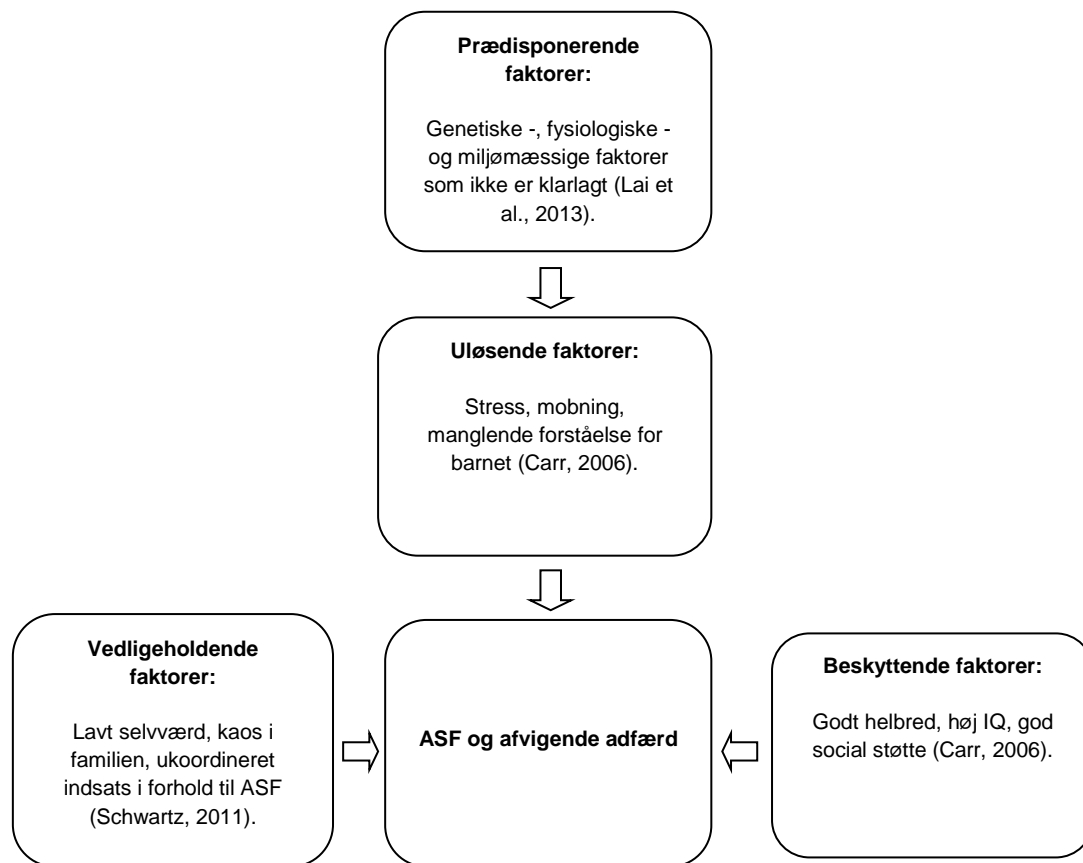 Prædisponerende
faktorer:
Genetiske -, fysiologiske -
og miljømæssige faktorer
som ikke er klarlagt (Lai et
al., 2013).
Uløsende faktorer:
Stress, mobning,
manglende forståelse for
barnet (Carr, 2006).
Vedligeholdende
faktorer:
Lavt selvværd, kaos i
familien, ukoordineret
indsats i forhold til ASF
(Schwartz, 2011).
ASF og afvigende adfærd
Beskyttende faktorer:
Godt helbred, høj IQ, god
social støtte (Carr, 2006).